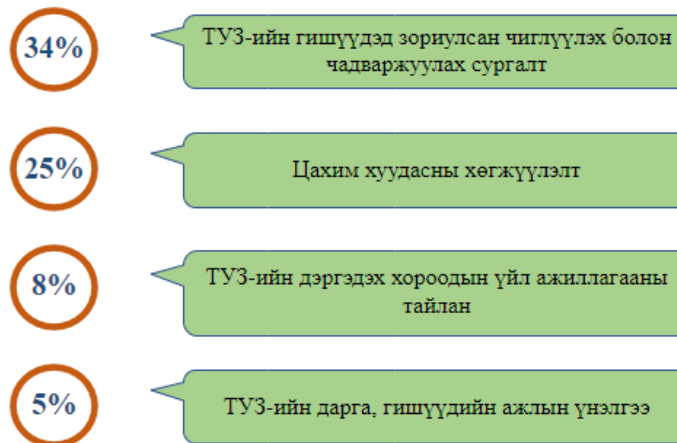 34%
ТУЗ-ийн гишүүдэд зориулсан чиглүүлэх болон
чадваржуулах сургалт
25%
Цахим хуудасны хөгжүүлэлт
8%
ТУЗ-ийн дэргэдэх хороодын үйл ажиллагааны
тайлан
5%
ТУЗ-ийн дарга, гишүүдийн ажлын үнэлгээ